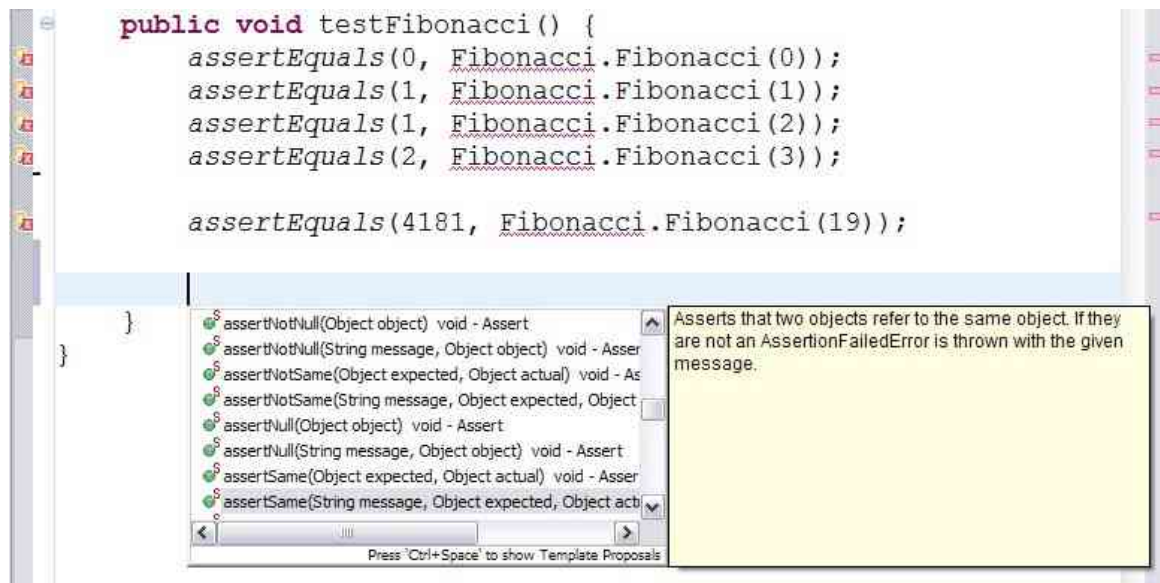 public void testFibonacci() {
assertEquals(0, Fibonacci.Fibonacci(0));
assertEquals(1, Fibonacci.Fibonacci(1));
assertEquals(1, Fibonacci.Fibonacci(2));
assertEquals(2, Fibonacci.Fibonacci(3));
assertEquals(4181, Fibonacci.Fibonacci(19));
}
}
assertNotNull(Object object) void - Assert
assertNotNull(String message, Object object) void - Asser
assertNotSame(Object expected, Object actual) void - As
assertNotSame(String message, Object expected, Object
assertNull(Object object) void - Assert
assertNull(String message, Object object) void - Assert
assertSame(Object expected, Object actual) void - Asser
assertSame(String message, Object expected, Object act
Press 'Ctrl+Space' to show Template Proposals
Asserts that two objects refer to the same object. If they
are not an AssertionFailedError is thrown with the given
message.